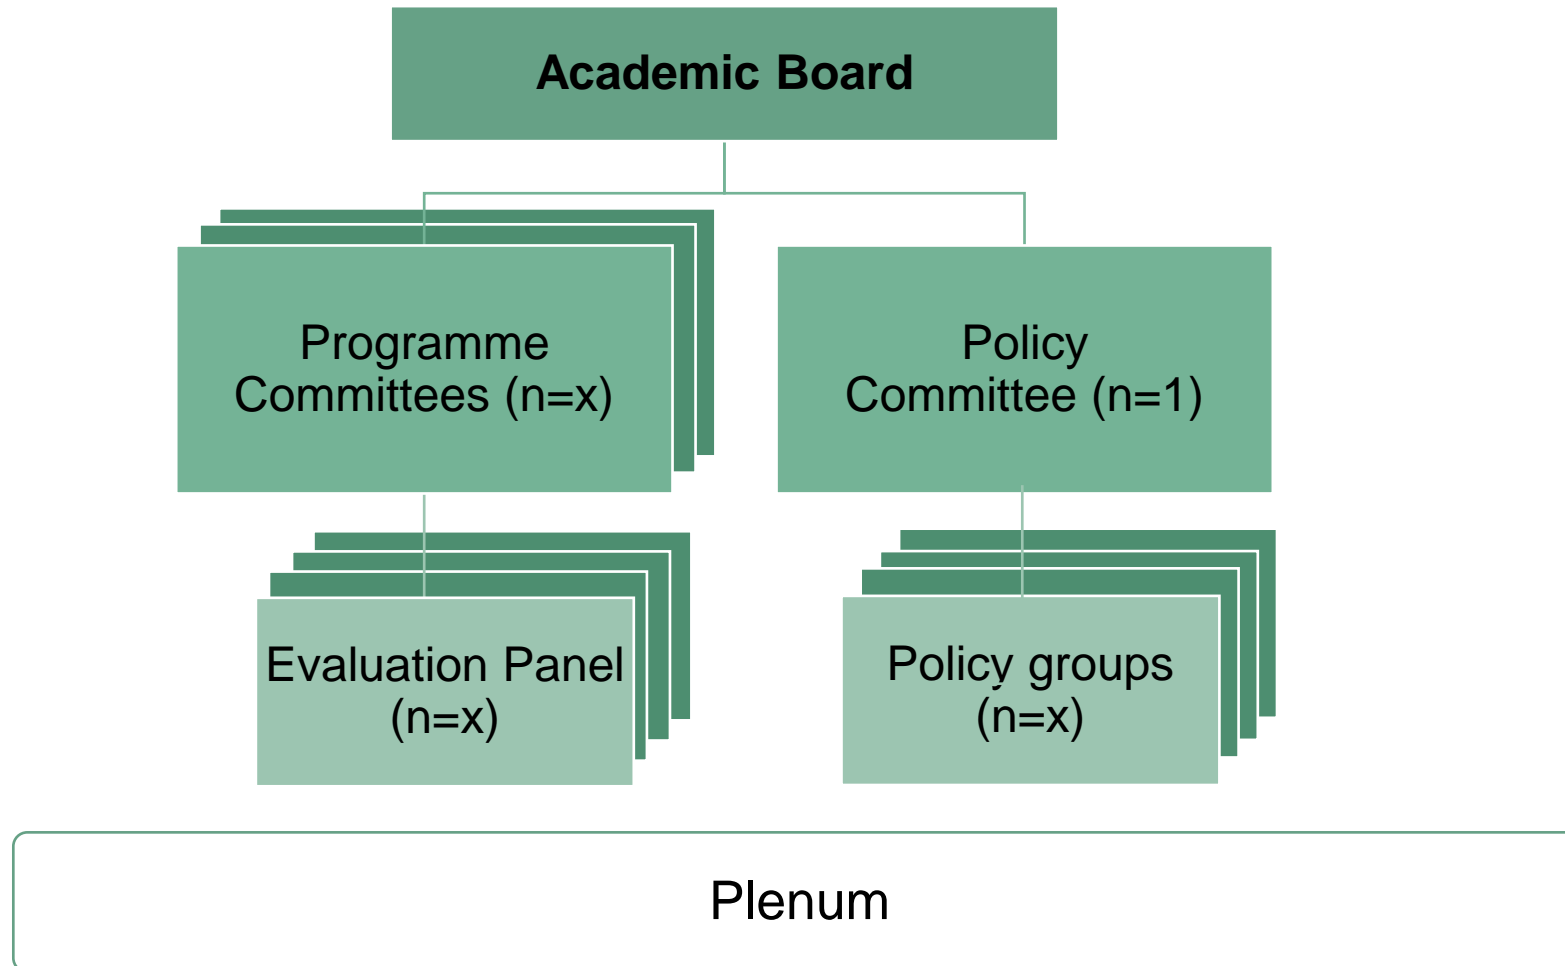 Academic Board
Programme
Committees (n=x)
Policy
Committee (n=1)
Evaluation Panel
(n=x)
Policy groups
(n=x)
Plenum